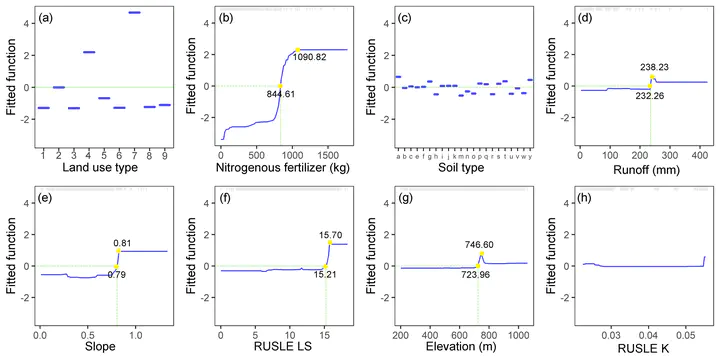 (a)
Fitted function
4
2
0
-2
1 2 3 4 5 6 7 8 9
Land use type
(b)
Fitted function
4
2
0
-2
1090.82
844.61
0 500 1000 1500
Nitrogenous fertilizer (kg)
(c)
Fitted function
4
2
0
-2
Soil type
(d)
Fitted function
4
2
0
-2
238.23
232.26
0 100 200 300 400
Runoff (mm)
(e)
Fitted function
4
2
0
-2
0.81
0.79
0.0 0.5 1.0
Slope
(f)
Fitted function
4
2
0
-2
15.70
15.21
0 5 10 15
RUSLE LS
(g)
Fitted function
4
2
0
-2
746.60
723.96
200 400 600 800 1000
Elevation (m)
(h)
Fitted function
4
2
0
-2
0.03 0.04 0.05
RUSLE K